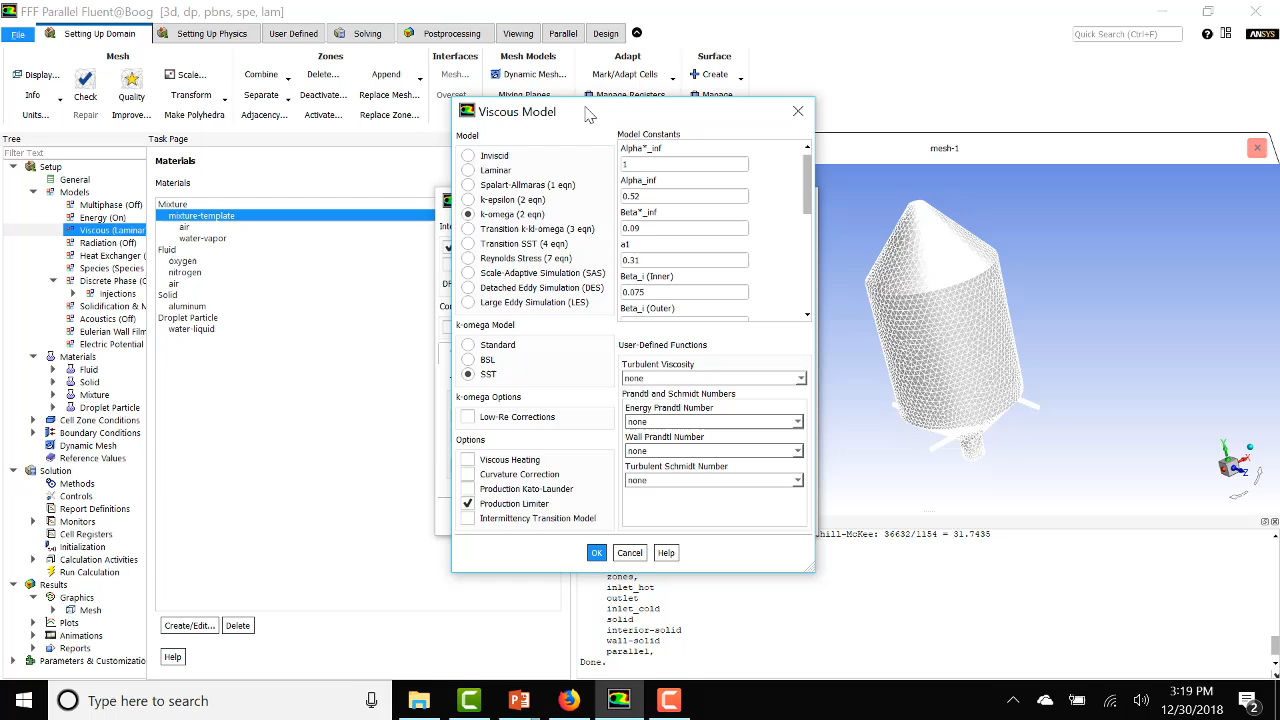 FFF Parallel Fluent@Boog [3d, dp, pbns, spe, lam]
File
Setting Up Domain
Setting Up Physics
User Defined
Solving
Postprocessing
Viewing
Parallel
Design
Quick Search (Ctrl+F)
ANSYS
Mesh
Zones
Interfaces
Mesh Models
Adapt
Surface
Display...
Scale...
Combine
Delete...
Append
Mesh...
Dynamic Mesh...
Mark/Adapt Cells
Create
Info
Check
Quality
Transform
Separate
Deactivate...
Replace Mesh...
Overset
Mixing Planes
Manage Registers
Manage
Units...
Repair
Improve...
Make Polyhedra
Adjacency...
Activate...
Replace Zone...
Tree
Filter Text
Setup
General
Models
Multiphase (Off)
Energy (On)
Viscous (Laminar
Radiation (Off)
Heat Exchanger (
Species (Species
Discrete Phase (
Injections
Solidification &
Acoustics (Off)
Eulerian Wall Film
Electric Potential
Materials
Fluid
Solid
Mixture
Droplet Particle
Cell Zone Conditions
Boundary Conditions
Dynamic Mesh
Reference Values
Solution
Methods
Controls
Report Definitions
Monitors
Cell Registers
Initialization
Calculation Activities
Run Calculation
Results
Graphics
Mesh
Plots
Animations
Reports
Parameters & Customizatio
Task Page
Materials
Materials
Mixture
mixture-template
air
water-vapor
Fluid
oxygen
nitrogen
air
Solid
aluminum
Droplet Particle
water-liquid
Create/Edit...
Delete
Help
Viscous Model
Model
Inviscid
Laminar
Spalart-Allmaras (1 eqn)
k-epsilon (2 eqn)
k-omega (2 eqn)
Transition k-kl-omega (3 eqn)
Transition SST (4 eqn)
Reynolds Stress (7 eqn)
Scale-Adaptive Simulation (SAS)
Detached Eddy Simulation (DES)
Large Eddy Simulation (LES)
k-omega Model
Standard
BSL
SST
k-omega Options
Low-Re Corrections
Options
Viscous Heating
Curvature Correction
Production Kato-Launder
Production Limiter
Intermittency Transition Model
Model Constants
Alpha*_inf
1
Alpha_inf
0.52
Beta*_inf
0.09
a1
0.31
Beta_i (Inner)
0.075
Beta_i (Outer)
User-Defined Functions
Turbulent Viscosity
none
Prandtl and Schmidt Numbers
Energy Prandtl Number
none
Wall Prandtl Number
none
Turbulent Schmidt Number
none
OK
Cancel
Help
mesh-1
hill-McKee: 36632/1154 = 31.7435
zones,
inlet_hot
outlet
inlet_cold
solid
interior-solid
wall-solid
parallel,
Done.
Type here to search
3:19 PM
12/30/2018
2